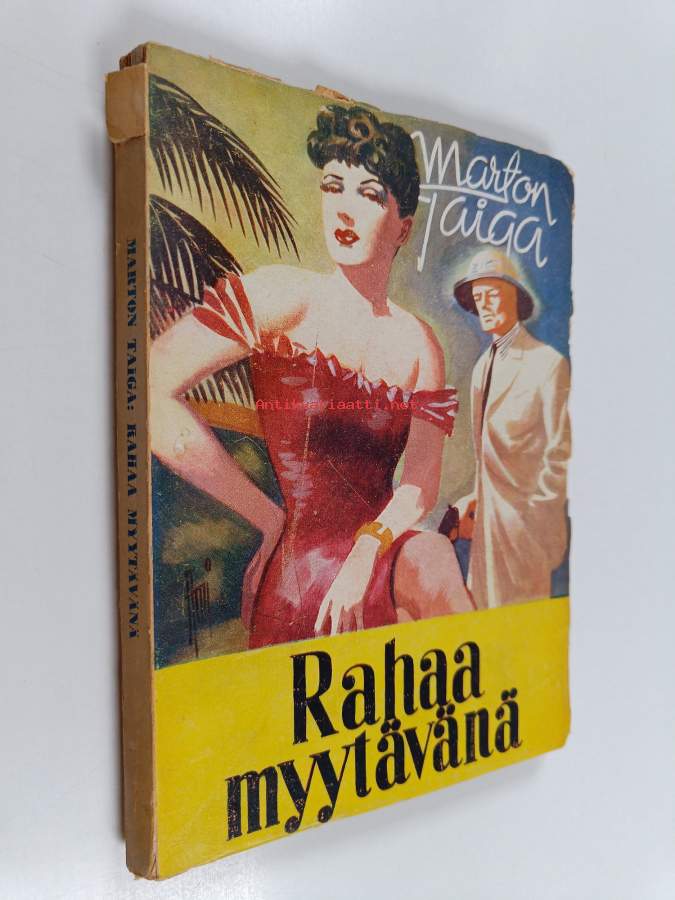 MARTON TAIGA: RAHAA MYYTÄVÄNÄ
Marton
Taiga
Antikvariaatti.net
Rahaa
myytävänä